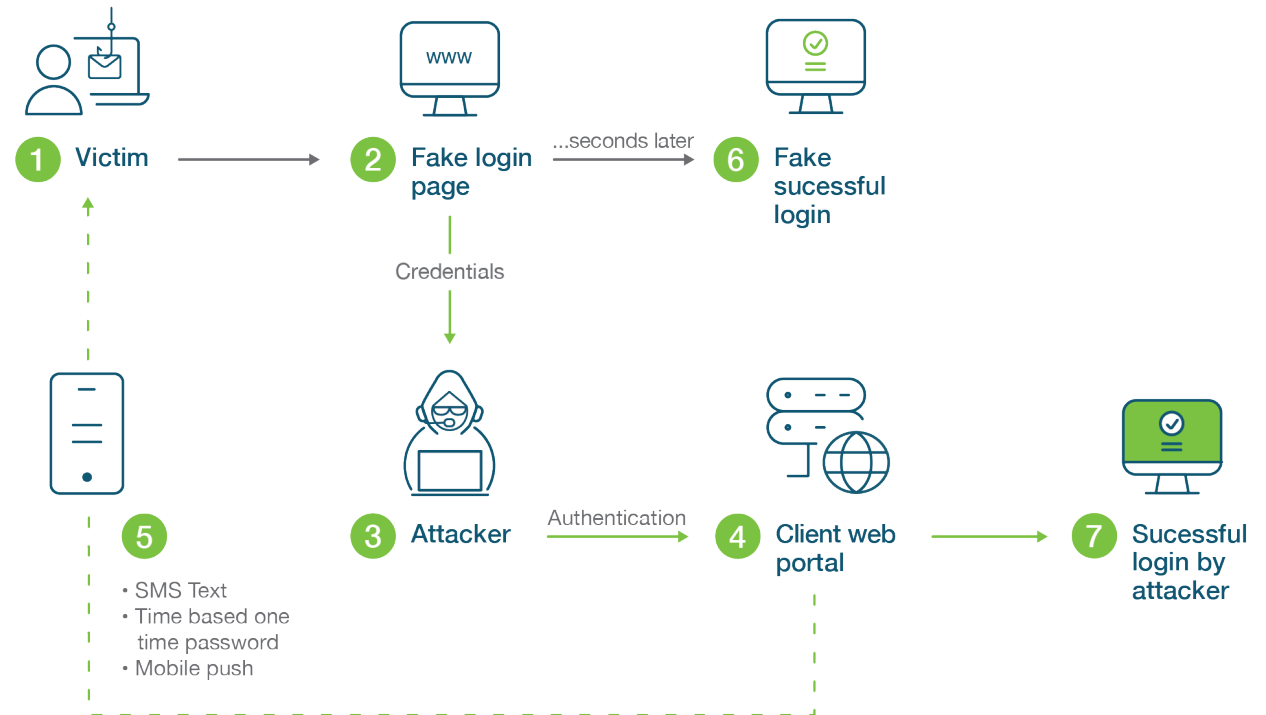 www
1 Victim
2 Fake login
page
...seconds later
6 Fake
sucessful
login
Credentials
5
• SMS Text
• Time based one
time password
• Mobile push
3 Attacker
Authentication
4 Client web
portal
7 Sucessful
login by
attacker